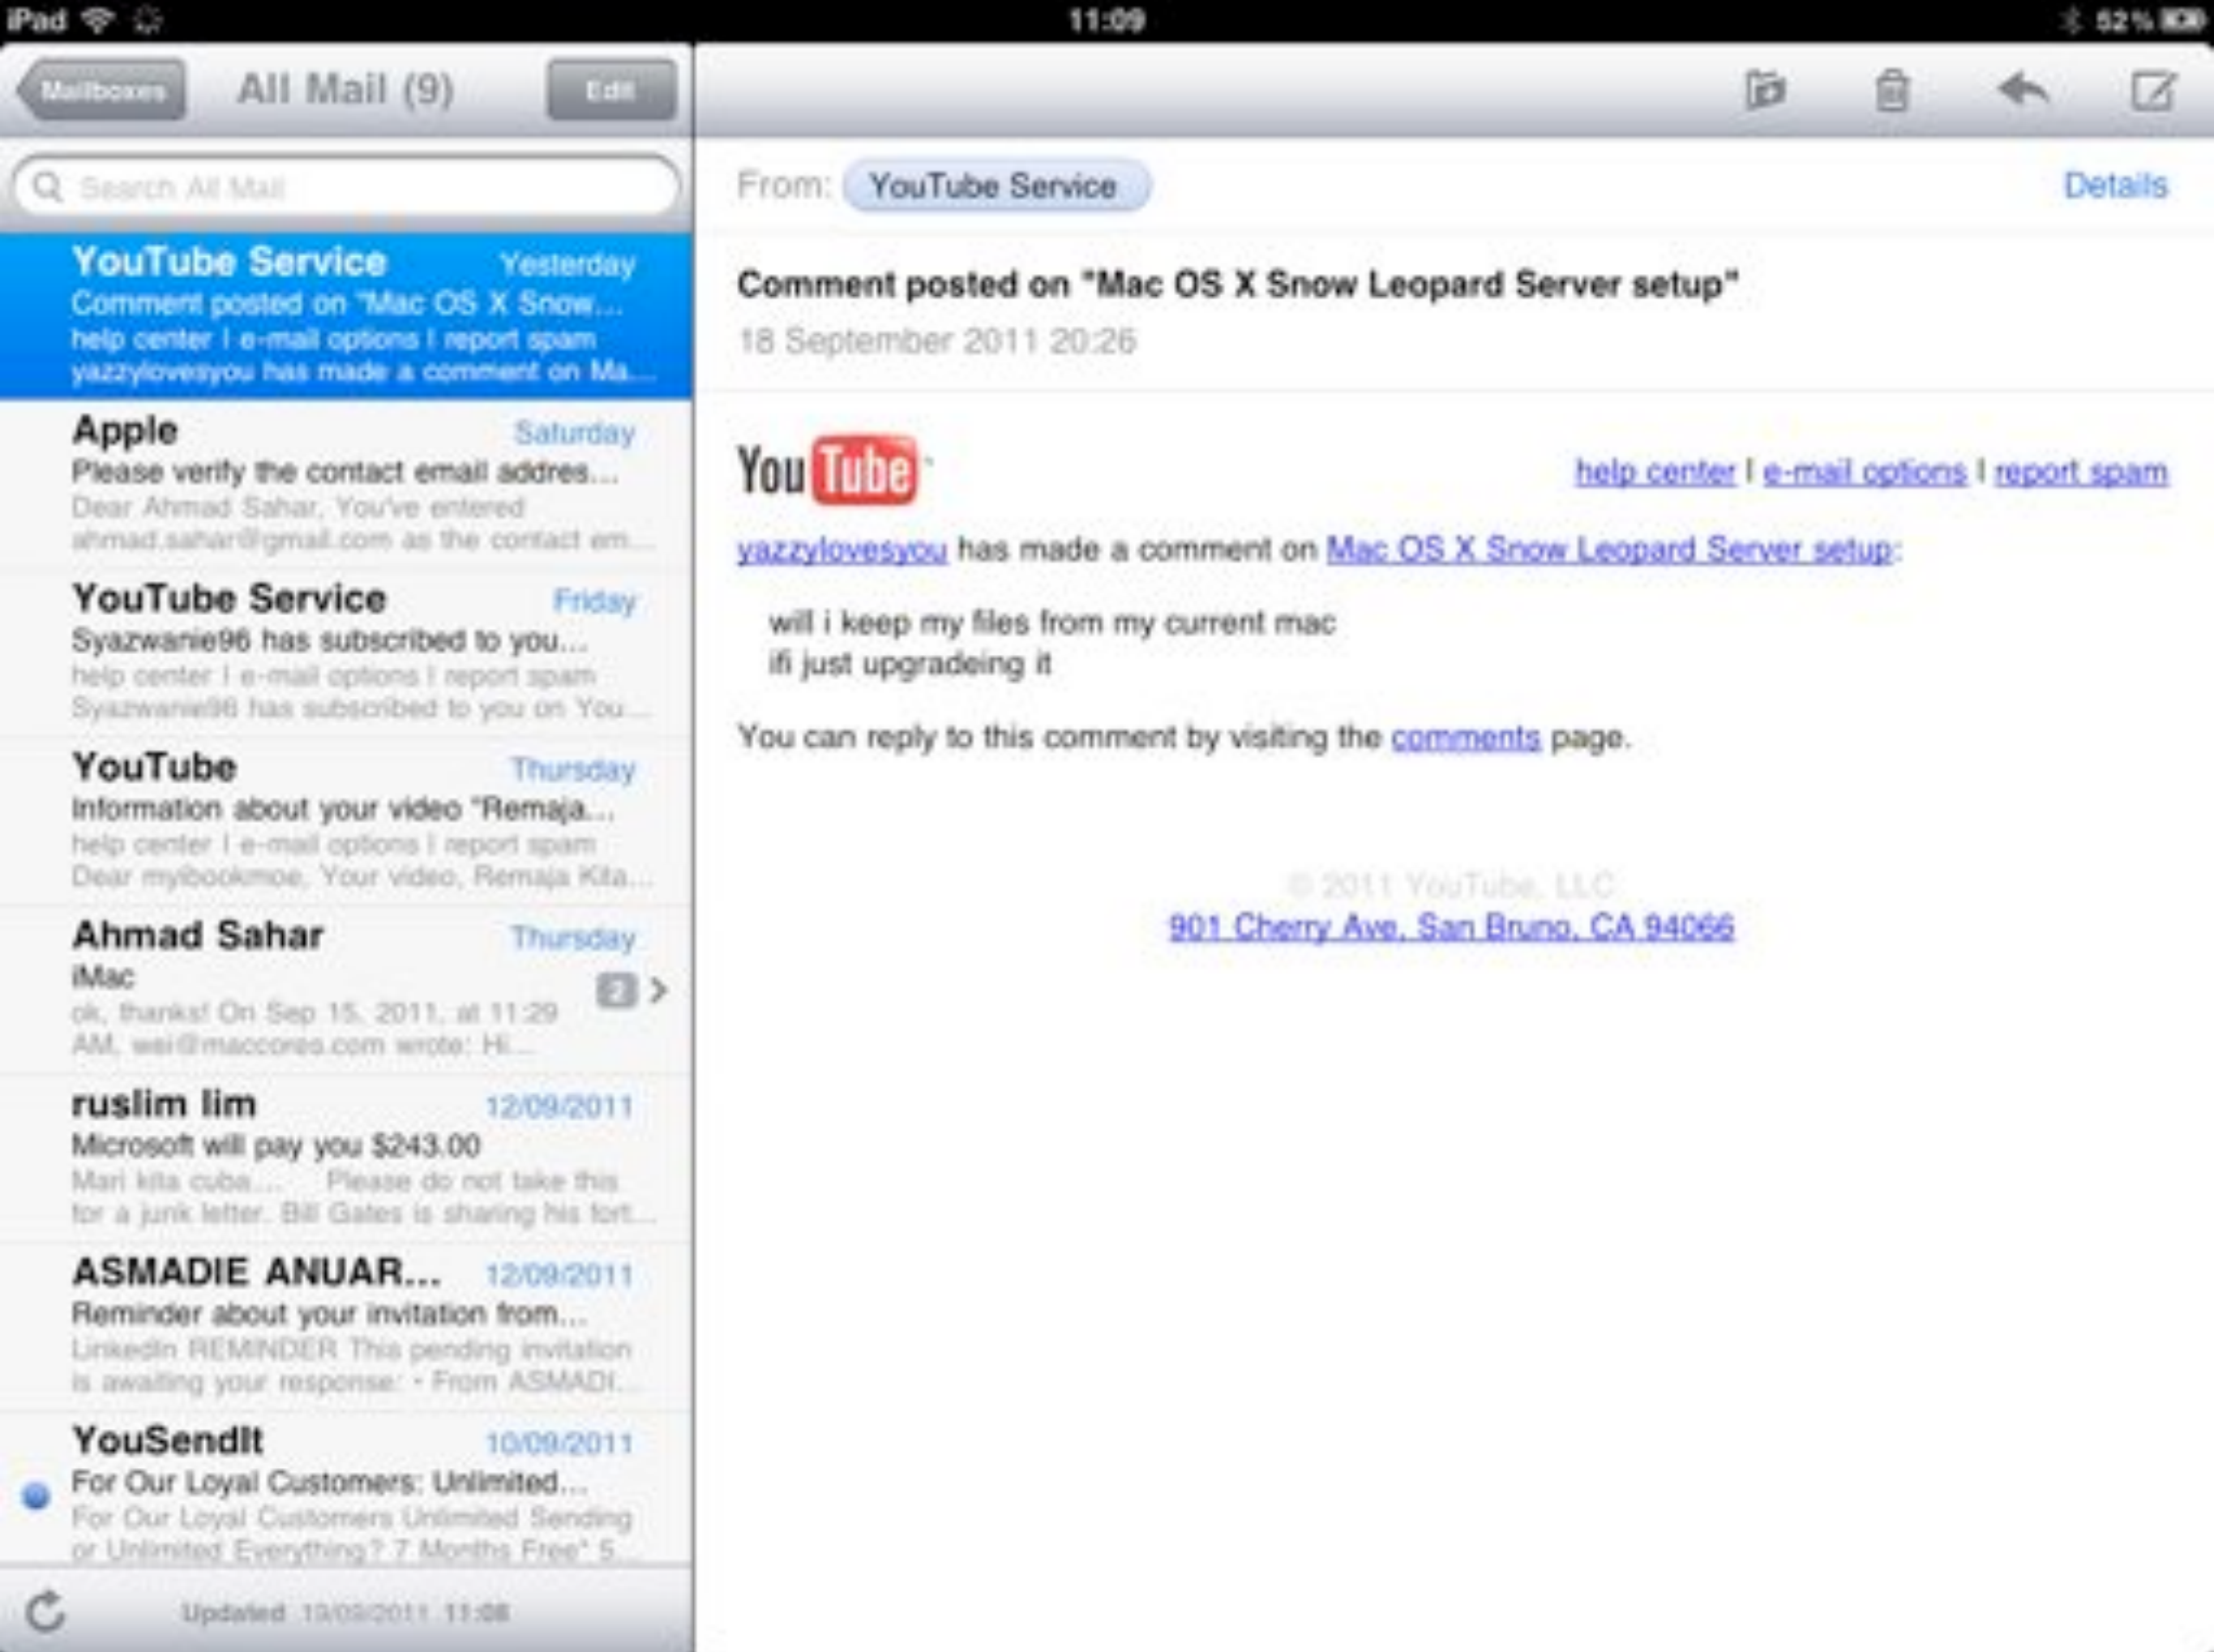 iPad 11:09 52%
Mailboxes All Mail (9) Edit
Search All Mail
YouTube Service Yesterday
Comment posted on "Mac OS X Snow...
help center | e-mail options | report spam
yazzylovesyou has made a comment on Ma...
Apple Saturday
Please verify the contact email addres...
Dear Ahmad Sahar, You've entered
ahmad.sahar@gmail.com as the contact em...
YouTube Service Friday
Syazwanie96 has subscribed to you...
help center | e-mail options | report spam
Syazwanie96 has subscribed to you on You...
YouTube Thursday
Information about your video "Remaja...
help center | e-mail options | report spam
Dear myibookmoe, Your video, Remaja Kita...
Ahmad Sahar Thursday
iMac
2
ok, thanks! On Sep 15, 2011, at 11:29
AM, wei@maccorea.com wrote: Hi...
ruslim lim 12/09/2011
Microsoft will pay you $243.00
Mari kita cuba... Please do not take this
for a junk letter. Bill Gates is sharing his fort...
ASMADIE ANUAR... 12/09/2011
Reminder about your invitation from...
LinkedIn REMINDER This pending invitation
is awaiting your response: • From ASMADI...
YouSendIt 10/09/2011
For Our Loyal Customers: Unlimited...
For Our Loyal Customers Unlimited Sending
or Unlimited Everything? 7 Months Free* 5...
Updated 19/09/2011 11:08
From: YouTube Service Details
Comment posted on "Mac OS X Snow Leopard Server setup"
18 September 2011 20:26
You Tube
help center | e-mail options | report spam
yazzylovesyou has made a comment on Mac OS X Snow Leopard Server setup:
will i keep my files from my current mac
ifi just upgradeing it
You can reply to this comment by visiting the comments page.
© 2011 YouTube, LLC
901 Cherry Ave, San Bruno, CA 94066